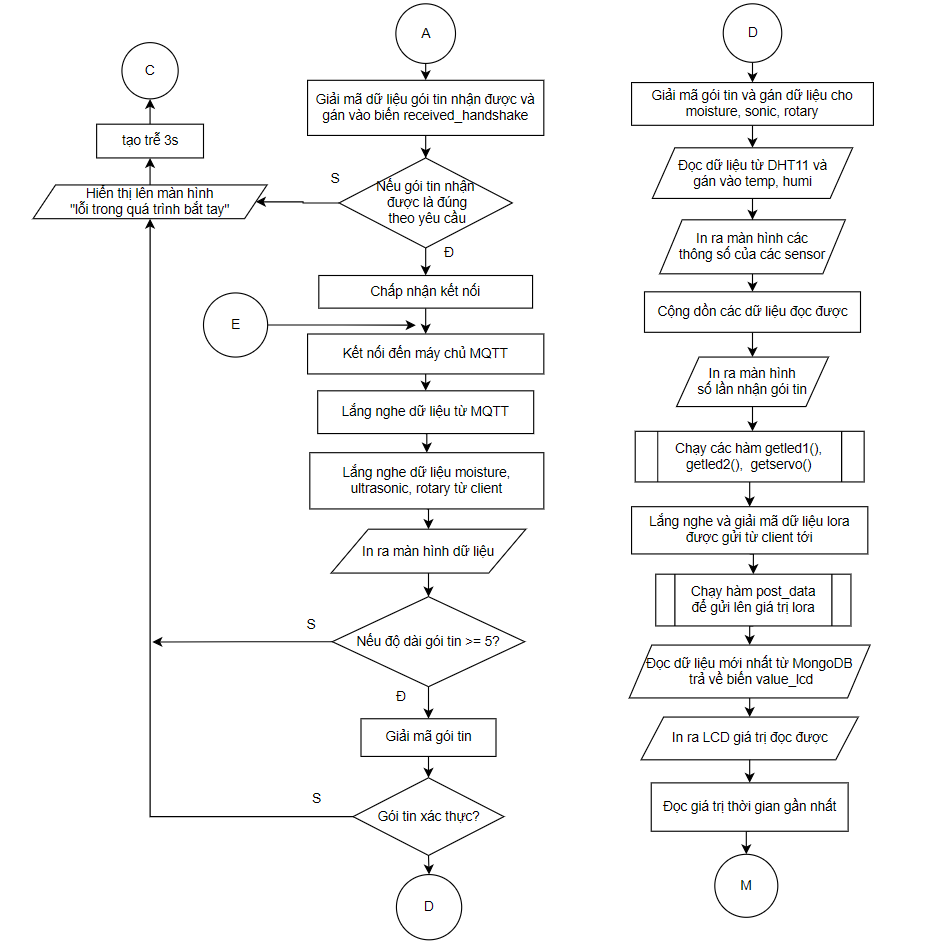 A
Giải mã dữ liệu gói tin nhận được và
gán vào biến received_handshake
Nếu gói tin nhận
được là đúng
theo yêu cầu
S
Đ
C
tạo trễ 3s
Hiển thị lên màn hình
"lỗi trong quá trình bắt tay"
Chấp nhận kết nối
E
Kết nối đến máy chủ MQTT
Lắng nghe dữ liệu từ MQTT
Lắng nghe dữ liệu moisture,
ultrasonic, rotary từ client
In ra màn hình dữ liệu
S
Nếu độ dài gói tin >= 5?
Đ
Giải mã gói tin
S
Gói tin xác thực?
D
D
Giải mã gói tin và gán dữ liệu cho
moisture, sonic, rotary
Đọc dữ liệu từ DHT11 và
gán vào temp, humi
In ra màn hình các
thông số của các sensor
Cộng dồn các dữ liệu đọc được
In ra màn hình
số lần nhận gói tin
Chạy các hàm getled1(),
getled2(), getservo()
Lắng nghe và giải mã dữ liệu lora
được gửi từ client tới
Chạy hàm post_data
để gửi lên giá trị lora
Đọc dữ liệu mới nhất từ MongoDB
trả về biến value_lcd
In ra LCD giá trị đọc được
Đọc giá trị thời gian gần nhất
M